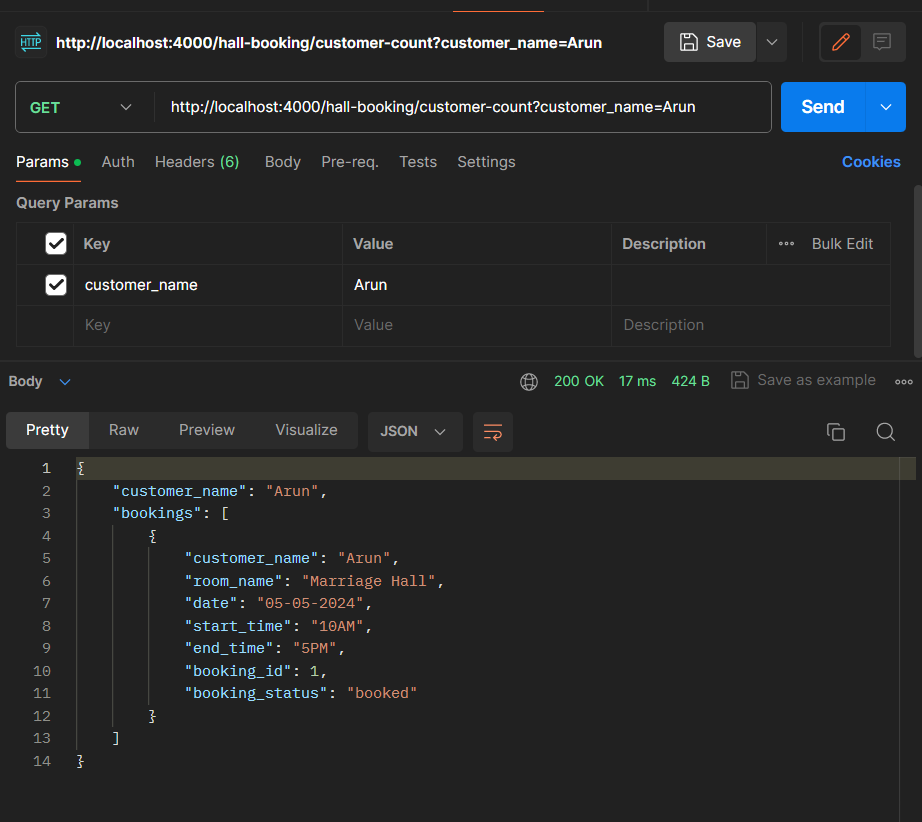 HTTP http://localhost:4000/hall-booking/customer-count?customer_name=Arun Save
GET http://localhost:4000/hall-booking/customer-count?customer_name=Arun Send
Params Auth Headers (6) Body Pre-req. Tests Settings Cookies
Query Params
Key Value Description Bulk Edit
customer_name Arun
Key Value Description
Body 200 OK 17 ms 424 B Save as example
Pretty Raw Preview Visualize JSON
1 {
2 "customer_name": "Arun",
3 "bookings": [
4 {
5 "customer_name": "Arun",
6 "room_name": "Marriage Hall",
7 "date": "05-05-2024",
8 "start_time": "10AM",
9 "end_time": "5PM",
10 "booking_id": 1,
11 "booking_status": "booked"
12 }
13 ]
14 }